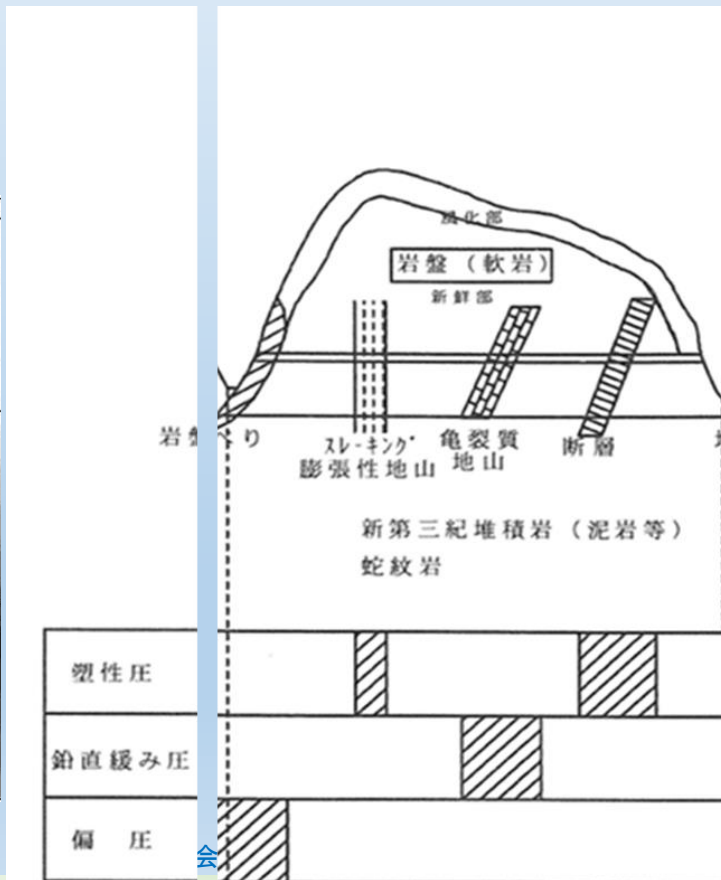 風化部
岩盤（軟岩）
新鮮部
岩盤べり
スレーキング
膨張性地山
亀裂質
地山
断層
新第三紀堆積岩（泥岩等）
蛇紋岩
塑性圧
鉛直緩み圧
偏　圧
会